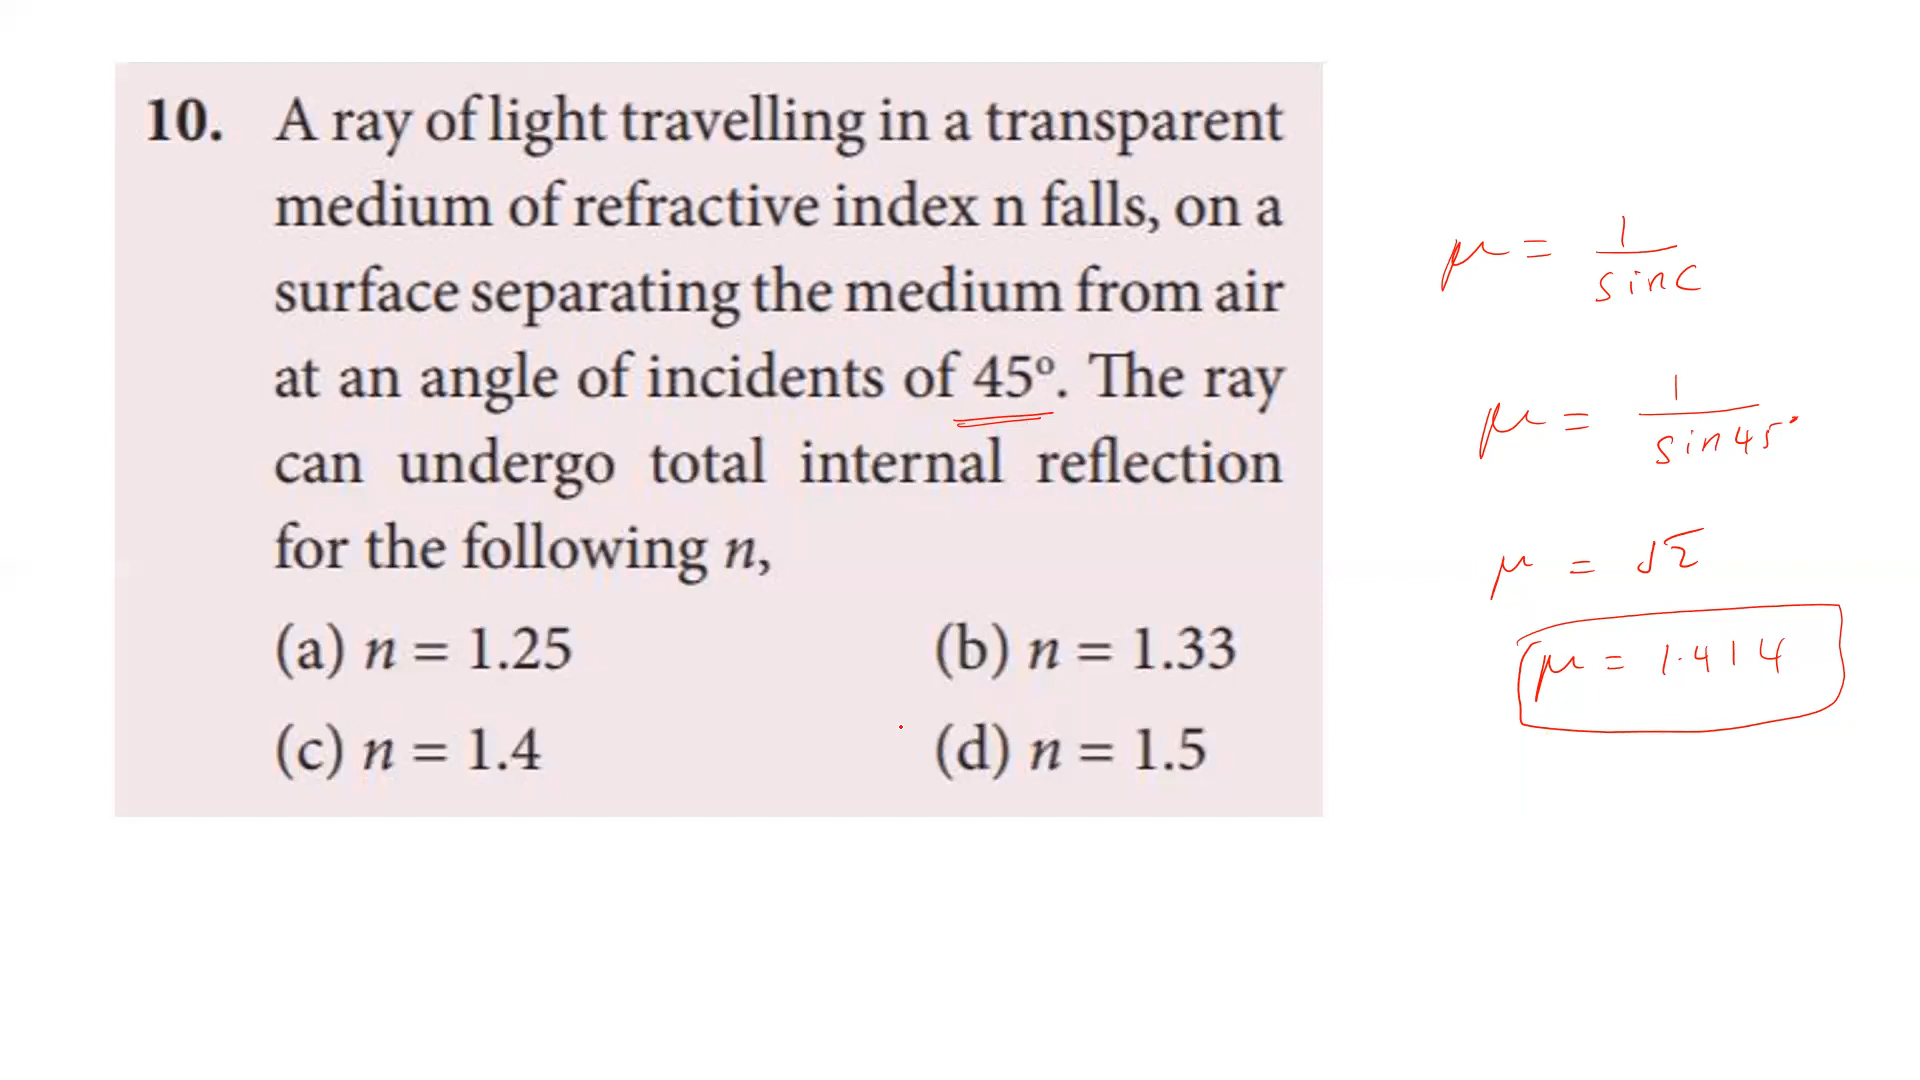 10. A ray of light travelling in a transparent
medium of refractive index n falls, on a
surface separating the medium from air
at an angle of incidents of 45º. The ray
can undergo total internal reflection
for the following n,
(a) n = 1.25 (b) n = 1.33
(c) n = 1.4 (d) n = 1.5
μ = 1/sinc
μ = 1/sin45°
μ = √2
μ = 1.414